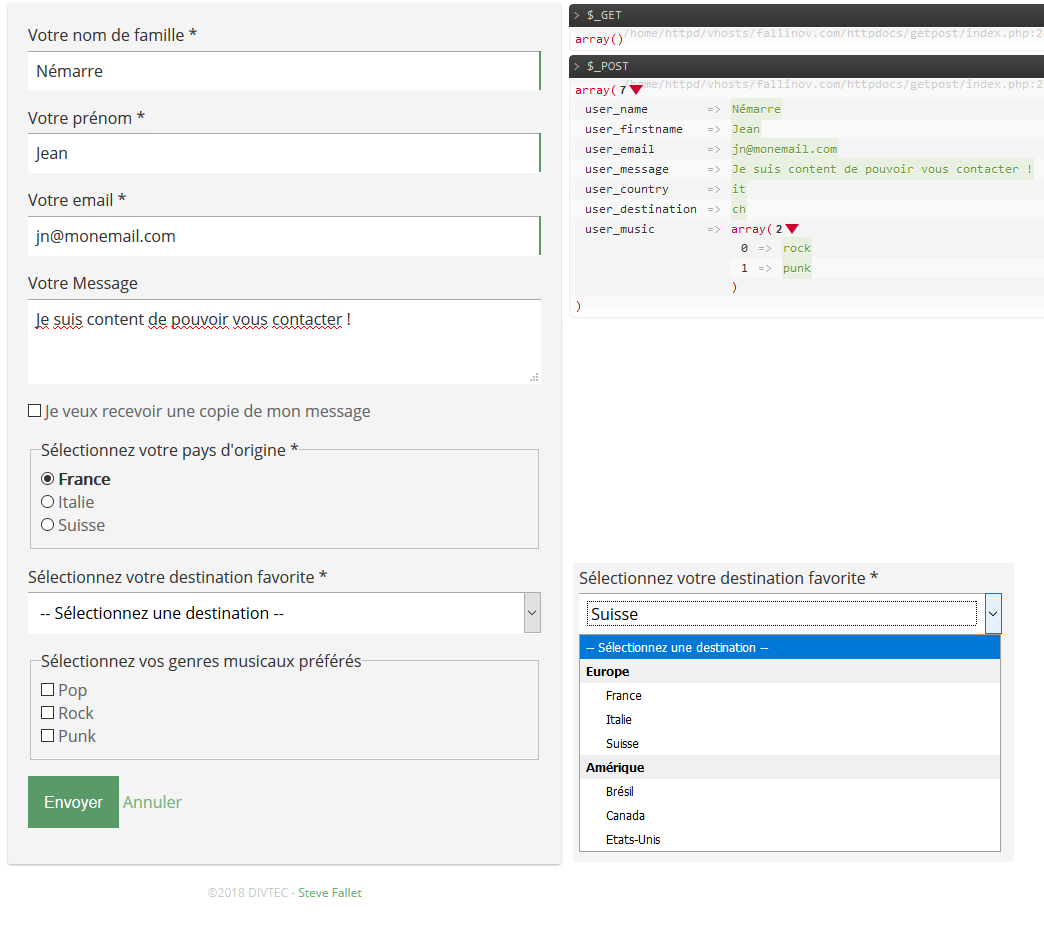 Votre nom de famille *
Némarre
Votre prénom *
Jean
Votre email *
jn@monemail.com
Votre Message
Je suis content de pouvoir vous contacter !
Je veux recevoir une copie de mon message
Sélectionnez votre pays d'origine *
France
Italie
Suisse
Sélectionnez votre destination favorite *
-- Sélectionnez une destination --
Sélectionnez vos genres musicaux préférés
Pop
Rock
Punk
Envoyer Annuler
©2018 DIVTEC - Steve Fallet
> $_GET
/home/httpd/vhosts/fallinov.com/httpdocs/getpost/index.php:2
array()
> $_POST
/home/httpd/vhosts/fallinov.com/httpdocs/getpost/index.php:2
array( 7
user_name => Némarre
user_firstname => Jean
user_email => jn@monemail.com
user_message => Je suis content de pouvoir vous contacter !
user_country => it
user_destination => ch
user_music => array( 2
0 => rock
1 => punk
)
)
Sélectionnez votre destination favorite *
Suisse
-- Sélectionnez une destination --
Europe
France
Italie
Suisse
Amérique
Brésil
Canada
Etats-Unis